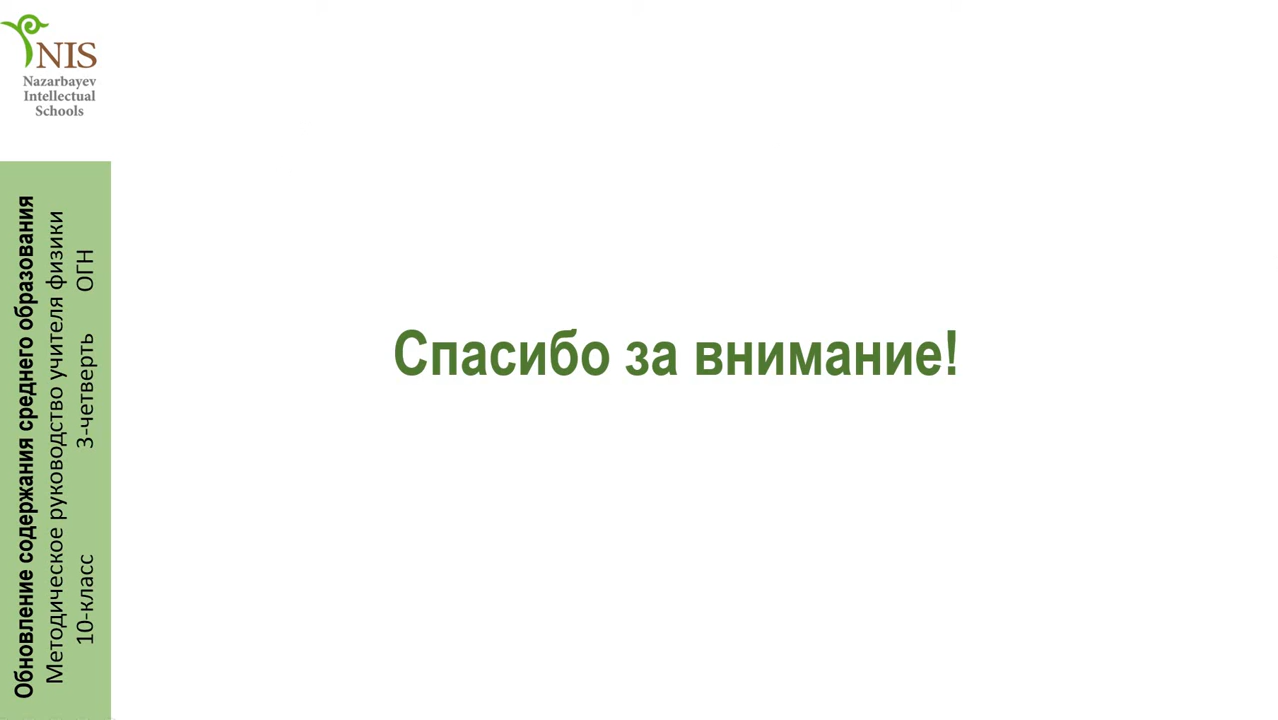 NIS
Nazarbayev
Intellectual
Schools
Обновление содержания среднего образования
Методическое руководство учителя физики
10-класс 3-четверть ОГН
Спасибо за внимание!